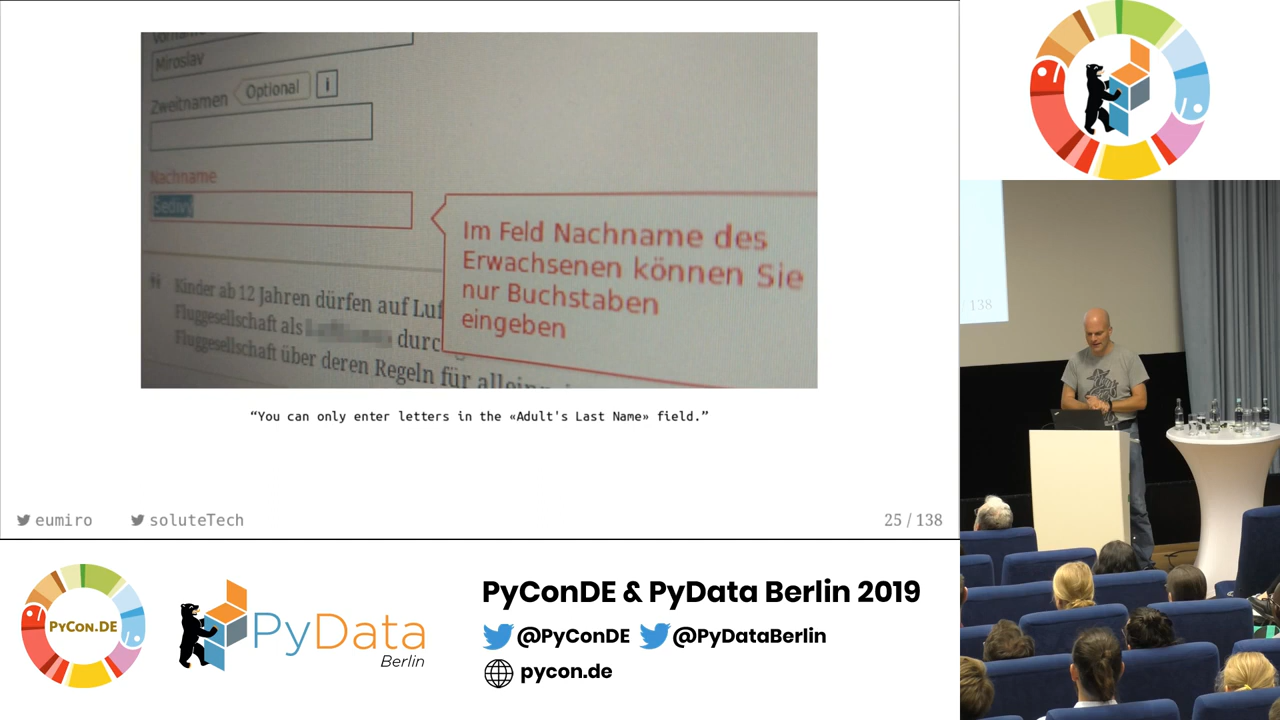 Vorname
Miroslav
Zweitnamen
Optional
i
Nachname
Im Feld Nachname des
Erwachsenen können Sie
nur Buchstaben
eingeben
Kinder ab 12 Jahren dürfen auf Luf
Fluggesellschaft als
durc
Fluggesellschaft über deren Regeln für
“You can only enter letters in the «Adult's Last Name» field.”
eumiro
soluteTech
25 / 138
/ 138
PyCon.DE
PyData
Berlin
PyConDE & PyData Berlin 2019
@PyConDE @PyDataBerlin
pycon.de